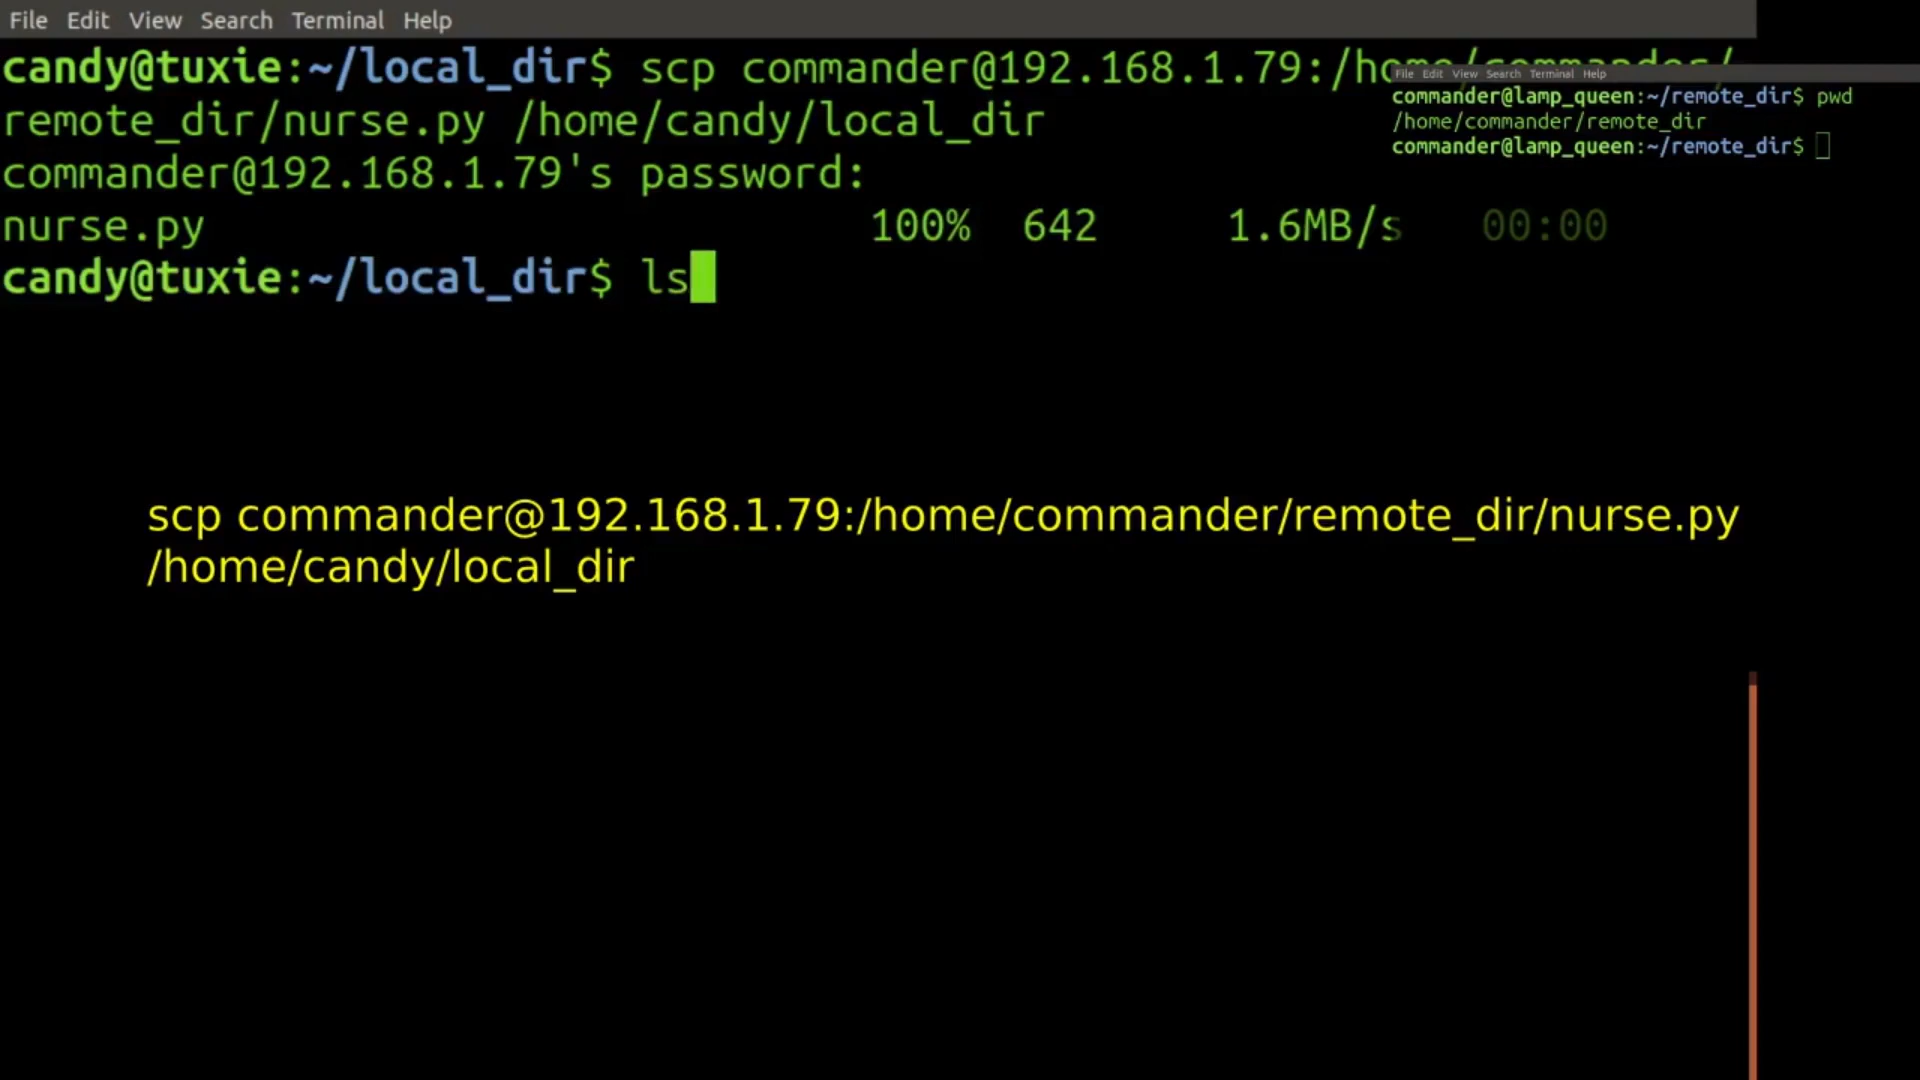 File Edit View Search Terminal Help
candy@tuxie:~/local_dir$ scp commander@192.168.1.79:/home/commander/
remote_dir/nurse.py /home/candy/local_dir
commander@192.168.1.79's password:
nurse.py 100% 642 1.6MB/s 00:00
candy@tuxie:~/local_dir$ ls
File Edit View Search Terminal Help
commander@lamp_queen:~/remote_dir$ pwd
/home/commander/remote_dir
commander@lamp_queen:~/remote_dir$
scp commander@192.168.1.79:/home/commander/remote_dir/nurse.py
/home/candy/local_dir